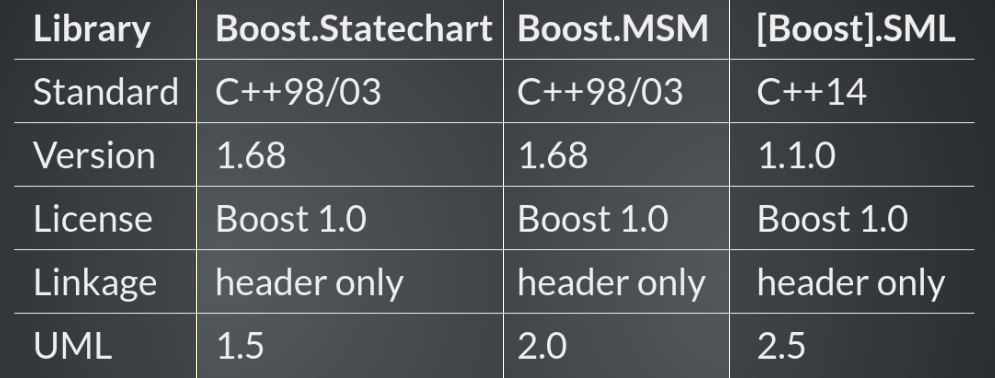 Library Boost.Statechart Boost.MSM [Boost].SML
Standard C++98/03 C++98/03 C++14
Version 1.68 1.68 1.1.0
License Boost 1.0 Boost 1.0 Boost 1.0
Linkage header only header only header only
UML 1.5 2.0 2.5